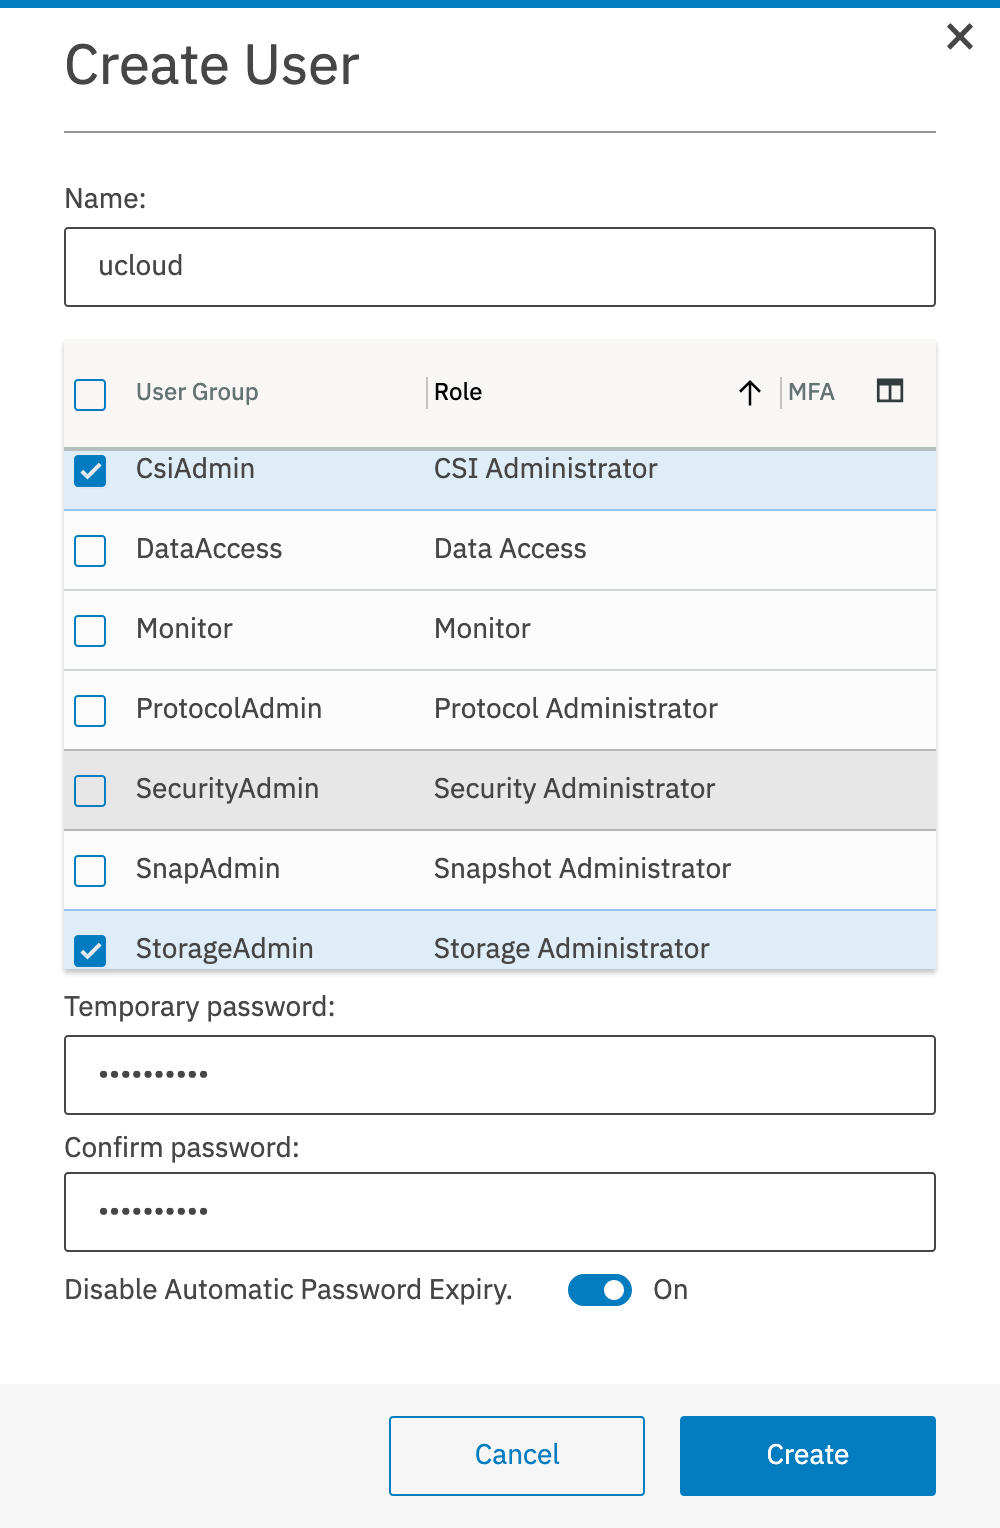 Create User
Name:
ucloud
User Group Role MFA
CsiAdmin CSI Administrator
DataAccess Data Access
Monitor Monitor
ProtocolAdmin Protocol Administrator
SecurityAdmin Security Administrator
SnapAdmin Snapshot Administrator
StorageAdmin Storage Administrator
Temporary password:
••••••••••
Confirm password:
••••••••••
Disable Automatic Password Expiry. On
Cancel Create